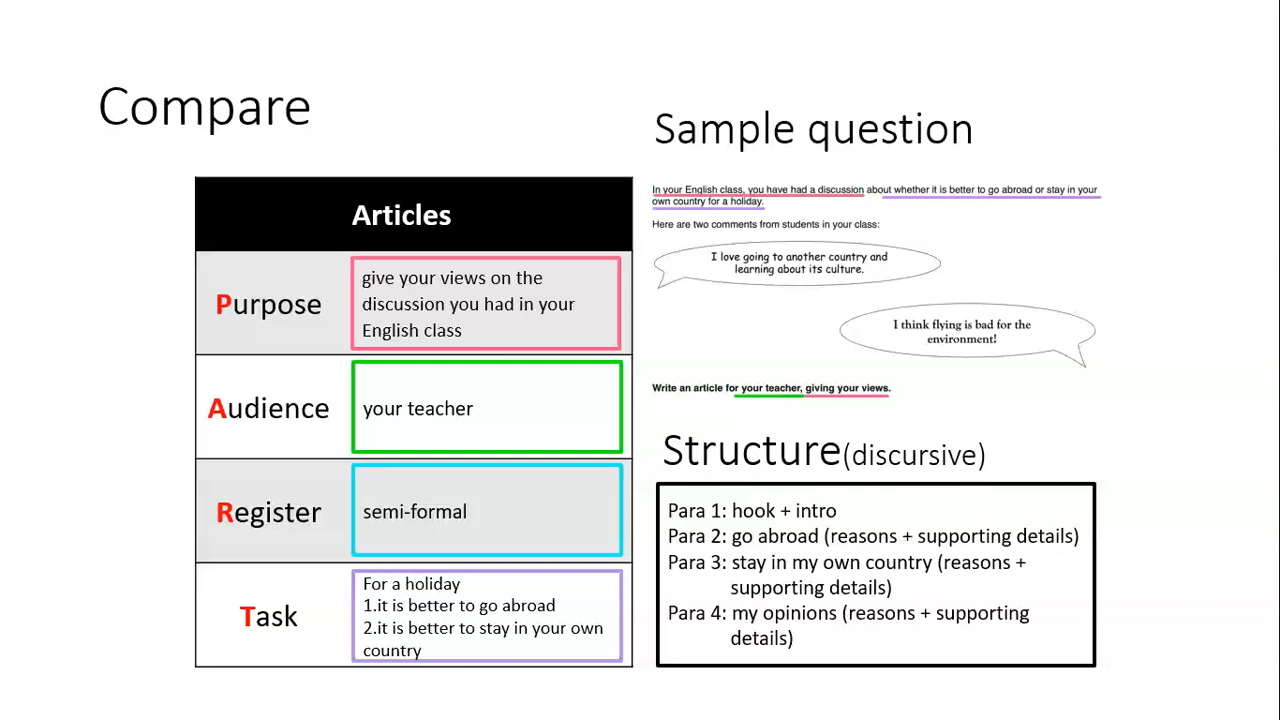 Compare
Articles
Purpose
give your views on the
discussion you had in your
English class
Audience
your teacher
Register
semi-formal
Task
For a holiday
1.it is better to go abroad
2.it is better to stay in your own
country
Sample question
In your English class, you have had a discussion about whether it is better to go abroad or stay in your
own country for a holiday.
Here are two comments from students in your class:
I love going to another country and
learning about its culture.
I think flying is bad for the
environment!
Write an article for your teacher, giving your views.
Structure(discursive)
Para 1: hook + intro
Para 2: go abroad (reasons + supporting details)
Para 3: stay in my own country (reasons +
supporting details)
Para 4: my opinions (reasons + supporting
details)